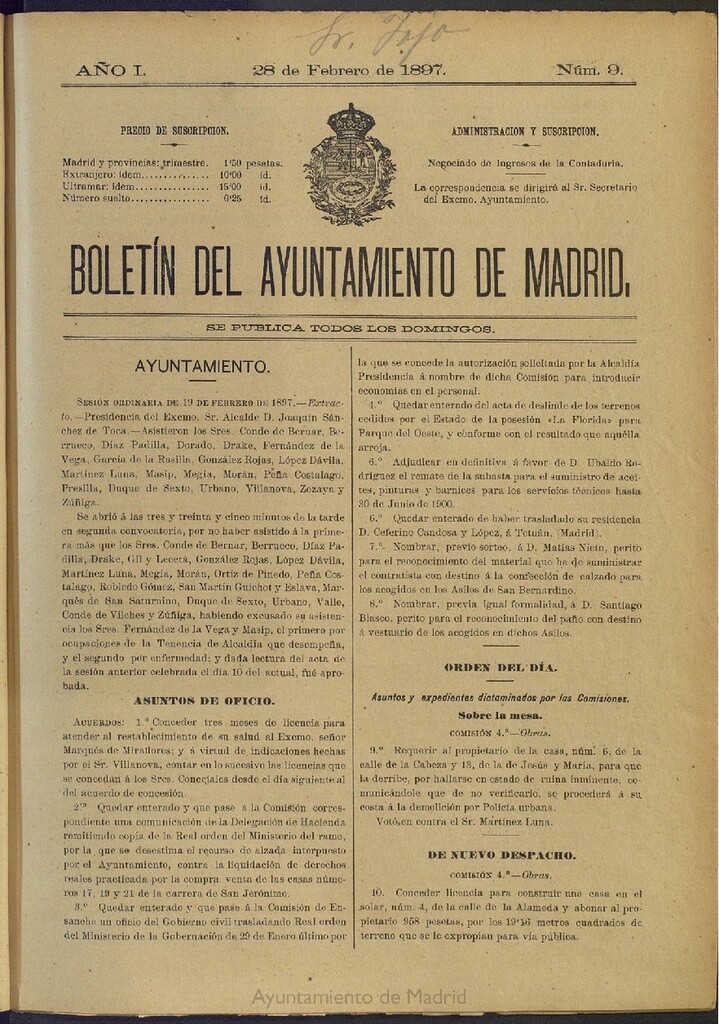 AÑO I. 28 de Febrero de 1897. Núm. 9.
PRECIO DE SUSCRIPCION.
Madrid y provincias: trimestre. 1'50 pesetas.
Extranjero: idem............ 10'00 id.
Ultramar: idem............... 15'00 id.
Número suelto................ 0'25 id.
ADMINISTRACION Y SUSCRIPCION.
Negociado de Ingresos de la Contaduría.
La correspondencia se dirigirá al Sr. Secretario
del Excmo. Ayuntamiento.
BOLETÍN DEL AYUNTAMIENTO DE MADRID.
SE PUBLICA TODOS LOS DOMINGOS.
AYUNTAMIENTO.
SESIÓN ORDINARIA DE 19 DE FEBRERO DE 1897.—Extrac-
to.—Presidencia del Excmo. Sr. Alcalde D. Joaquín Sán-
chez de Toca.—Asistieron los Sres. Conde de Bernar, Be-
rrueco, Díaz Padilla, Dorado, Drake, Fernández de la
Vega, García de la Rasilla, González Rojas, López Dávila,
Martínez Luna, Masip, Megía, Morán, Peña Costalago,
Presilla, Duque de Sexto, Urbano, Villanova, Zozaya y
Zúñiga.
Se abrió á las tres y treinta y cinco minutos de la tarde
en segunda convocatoria, por no haber asistido á la prime-
ra más que los Sres. Conde de Bernar, Berrueco, Díaz Pa-
dilla, Drake, Gil y Leceta, González Rojas, López Dávila,
Martínez Luna, Megía, Morán, Ortiz de Pinedo, Peña Cos-
talago, Robledo Gómez, San Martín Guichot y Eslava, Mar-
qués de San Saturnino, Duque de Sexto, Urbano, Valle,
Conde de Vilches y Zúñiga, habiendo excusado su asisten-
cia los Sres. Fernández de la Vega y Masip, el primero por
ocupaciones de la Tenencia de Alcaldía que desempeña,
y el segundo por enfermedad; y dada lectura del acta de
la sesión anterior celebrada el día 10 del actual, fué apro-
bada.
ASUNTOS DE OFICIO.
ACUERDOS: 1.º Conceder tres meses de licencia para
atender al restablecimiento de su salud al Excmo. señor
Marqués de Miraflores; y á virtud de indicaciones hechas
por el Sr. Villanova, contar en lo sucesivo las licencias que
se concedan á los Sres. Concejales desde el día siguiente al
del acuerdo de concesión.
2.º Quedar enterado y que pase á la Comisión corres-
pondiente una comunicación de la Delegación de Hacienda
remitiendo copia de la Real orden del Ministerio del ramo,
por la que se desestima el recurso de alzada interpuesto
por el Ayuntamiento, contra la liquidación de derechos
reales practicada por la compra venta de las casas núme-
ros 17, 19 y 21 de la carrera de San Jerónimo.
3.º Quedar enterado y que pase á la Comisión de En-
sanche un oficio del Gobierno civil trasladando Real orden
del Ministerio de la Gobernación de 29 de Enero último por
la que se concede la autorización solicitada por la Alcaldía
Presidencia á nombre de dicha Comisión para introducir
economías en el personal.
4.º Quedar enterado del acta de deslinde de los terrenos
cedidos por el Estado de la posesión «La Florida» para
Parque del Oeste, y conforme con el resultado que aquélla
arroja.
5.º Adjudicar en definitiva á favor de D. Ubaldo Ro-
dríguez el remate de la subasta para el suministro de acei-
tes, pinturas y barnices para los servicios técnicos hasta
30 de Junio de 1900.
6.º Quedar enterado de haber trasladado su residencia
D. Ceferino Candosa y López, á Tetuán, (Madrid).
7.º Nombrar, previo sorteo, á D. Matías Nieto, perito
para el reconocimiento del material que ha de suministrar
el contratista con destino á la confección de calzado para
los acogidos en los Asilos de San Bernardino.
8.º Nombrar, previa igual formalidad, á D. Santiago
Blasco, perito para el reconocimiento del paño con destino
á vestuario de los acogidos en dichos Asilos.
ORDEN DEL DÍA.
Asuntos y expedientes dictaminados por las Comisiones.
Sobre la mesa.
COMISIÓN 4.ª—Obras.
9.º Requerir al propietario de la casa, núm. 6, de la
calle de la Cabeza y 13, de la de Jesús y María, para que
la derribe, por hallarse en estado de ruina inminente, co-
municándole que de no verificarlo, se procederá á su
costa á la demolición por Policía urbana.
Votó en contra el Sr. Martínez Luna.
DE NUEVO DESPACHO.
COMISIÓN 4.ª—Obras.
10. Conceder licencia para construir una casa en el
solar, núm. 4, de la calle de la Alameda y abonar al pro-
pietario 958 pesetas, por los 19'16 metros cuadrados de
terreno que se le expropian para vía pública.
Ayuntamiento de Madrid